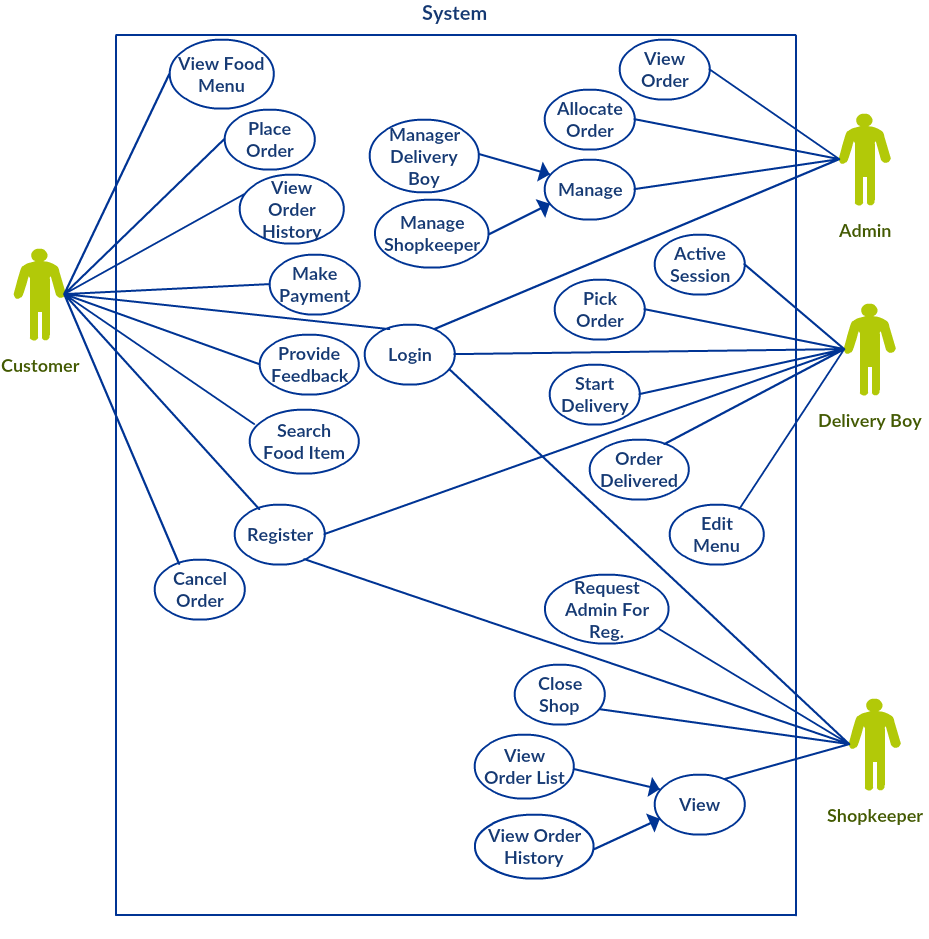 System
View Food
Menu
View
Order
Place
Order
Allocate
Order
Manager
Delivery
Boy
Manage
View
Order
History
Manage
Shopkeeper
Admin
Active
Session
Make
Payment
Pick
Order
Customer
Provide
Feedback
Login
Start
Delivery
Delivery Boy
Search
Food Item
Order
Delivered
Register
Edit
Menu
Cancel
Order
Request
Admin For
Reg.
Close
Shop
View
Order List
View
Shopkeeper
View Order
History